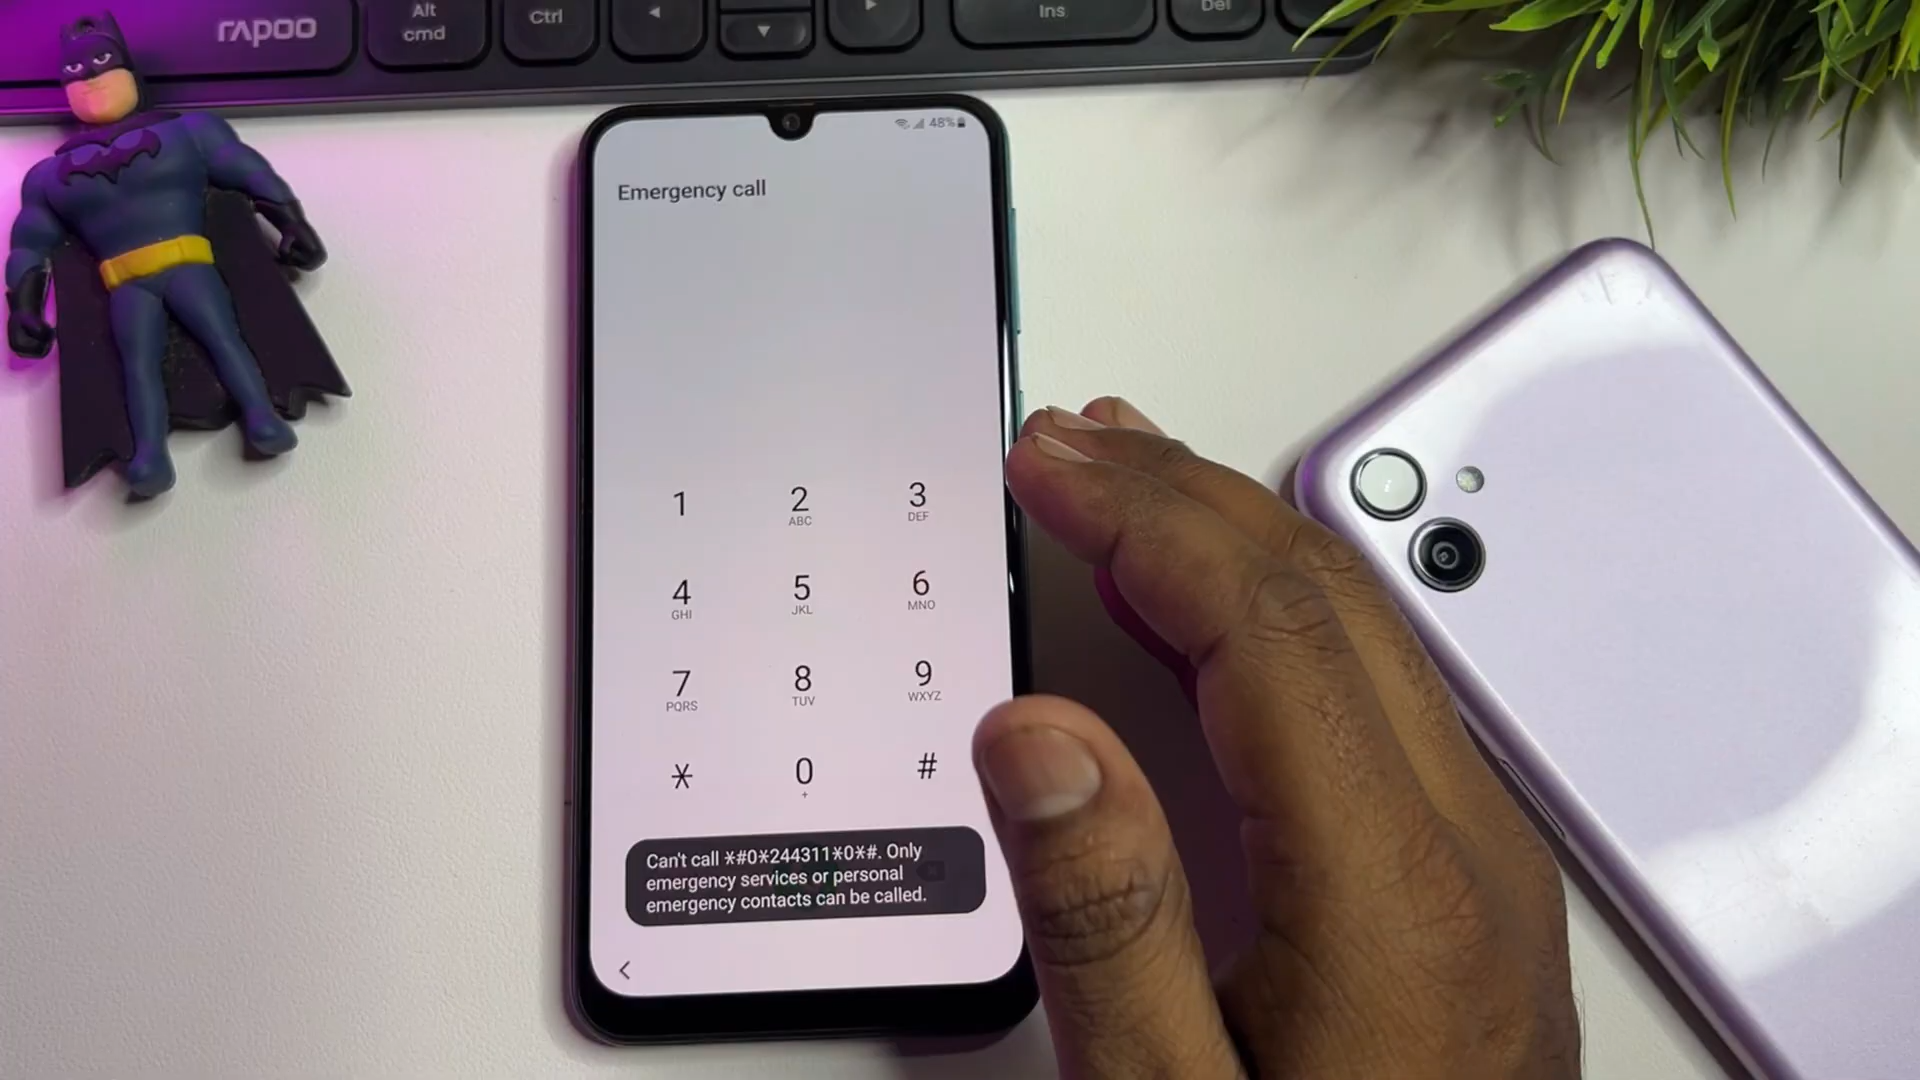 rapoo
Alt
cmd
Ctrl
Ins
Del
48%
Emergency call
1
2
ABC
3
DEF
4
GHI
5
JKL
6
MNO
7
PQRS
8
TUV
9
WXYZ
*
0
+
#
Can't call *#0*244311*0*#. Only
emergency services or personal
emergency contacts can be called.